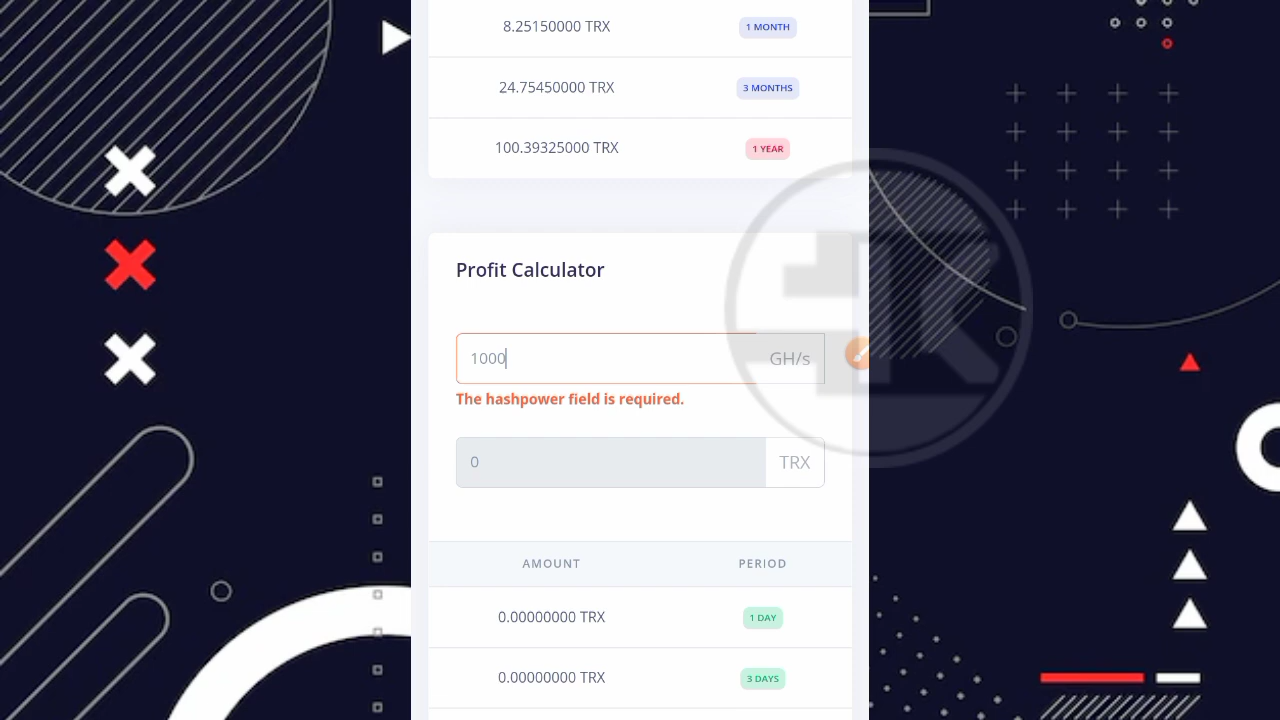 8.25150000 TRX 1 MONTH
24.75450000 TRX 3 MONTHS
100.39325000 TRX 1 YEAR
Profit Calculator
1000 GH/s
The hashpower field is required.
0 TRX
AMOUNT PERIOD
0.00000000 TRX 1 DAY
0.00000000 TRX 3 DAYS